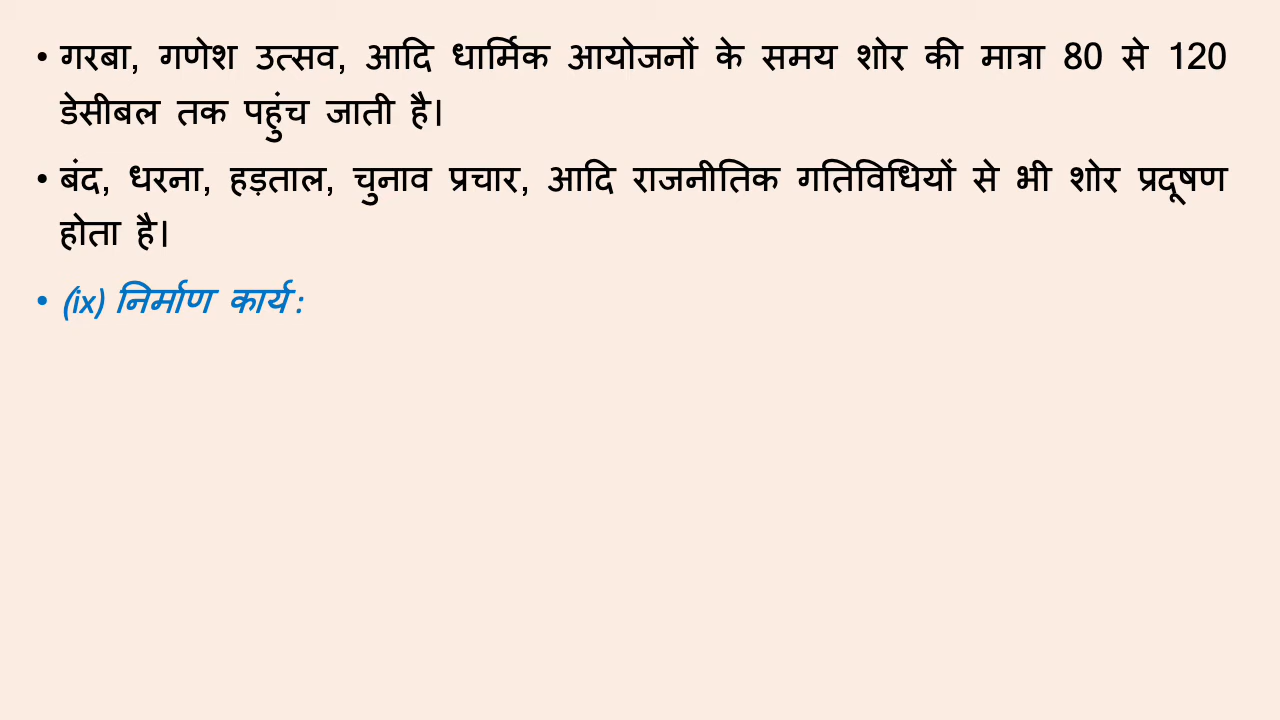 • गरबा, गणेश उत्सव, आदि धार्मिक आयोजनों के समय शोर की मात्रा 80 से 120
डेसीबल तक पहुंच जाती है।
• बंद, धरना, हड़ताल, चुनाव प्रचार, आदि राजनीतिक गतिविधियों से भी शोर प्रदूषण
होता है।
• (ix) निर्माण कार्य :